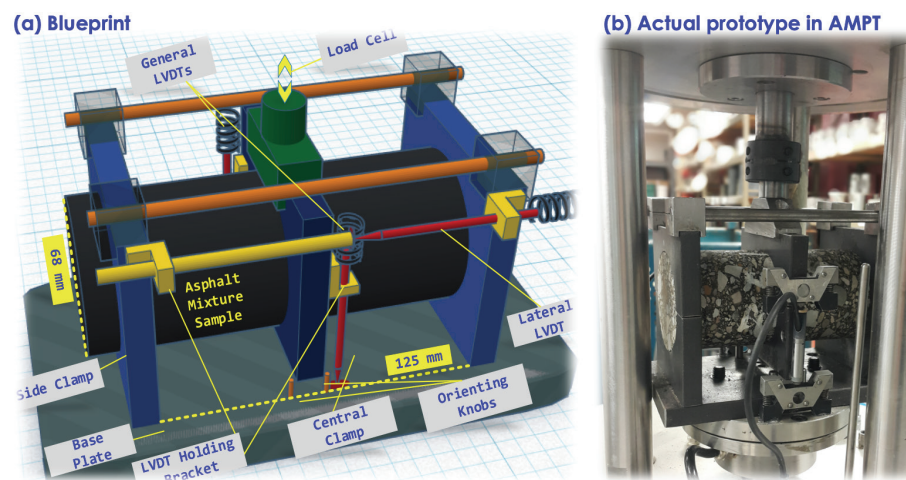 (a) Blueprint
(b) Actual prototype in AMPT
General
LVDTs
Load Cell
68 mm
Asphalt
Mixture
Sample
Lateral
LVDT
Side Clamp
125 mm
Orienting
Knobs
Central
Clamp
Base
Plate
LVDT Holding
Bracket